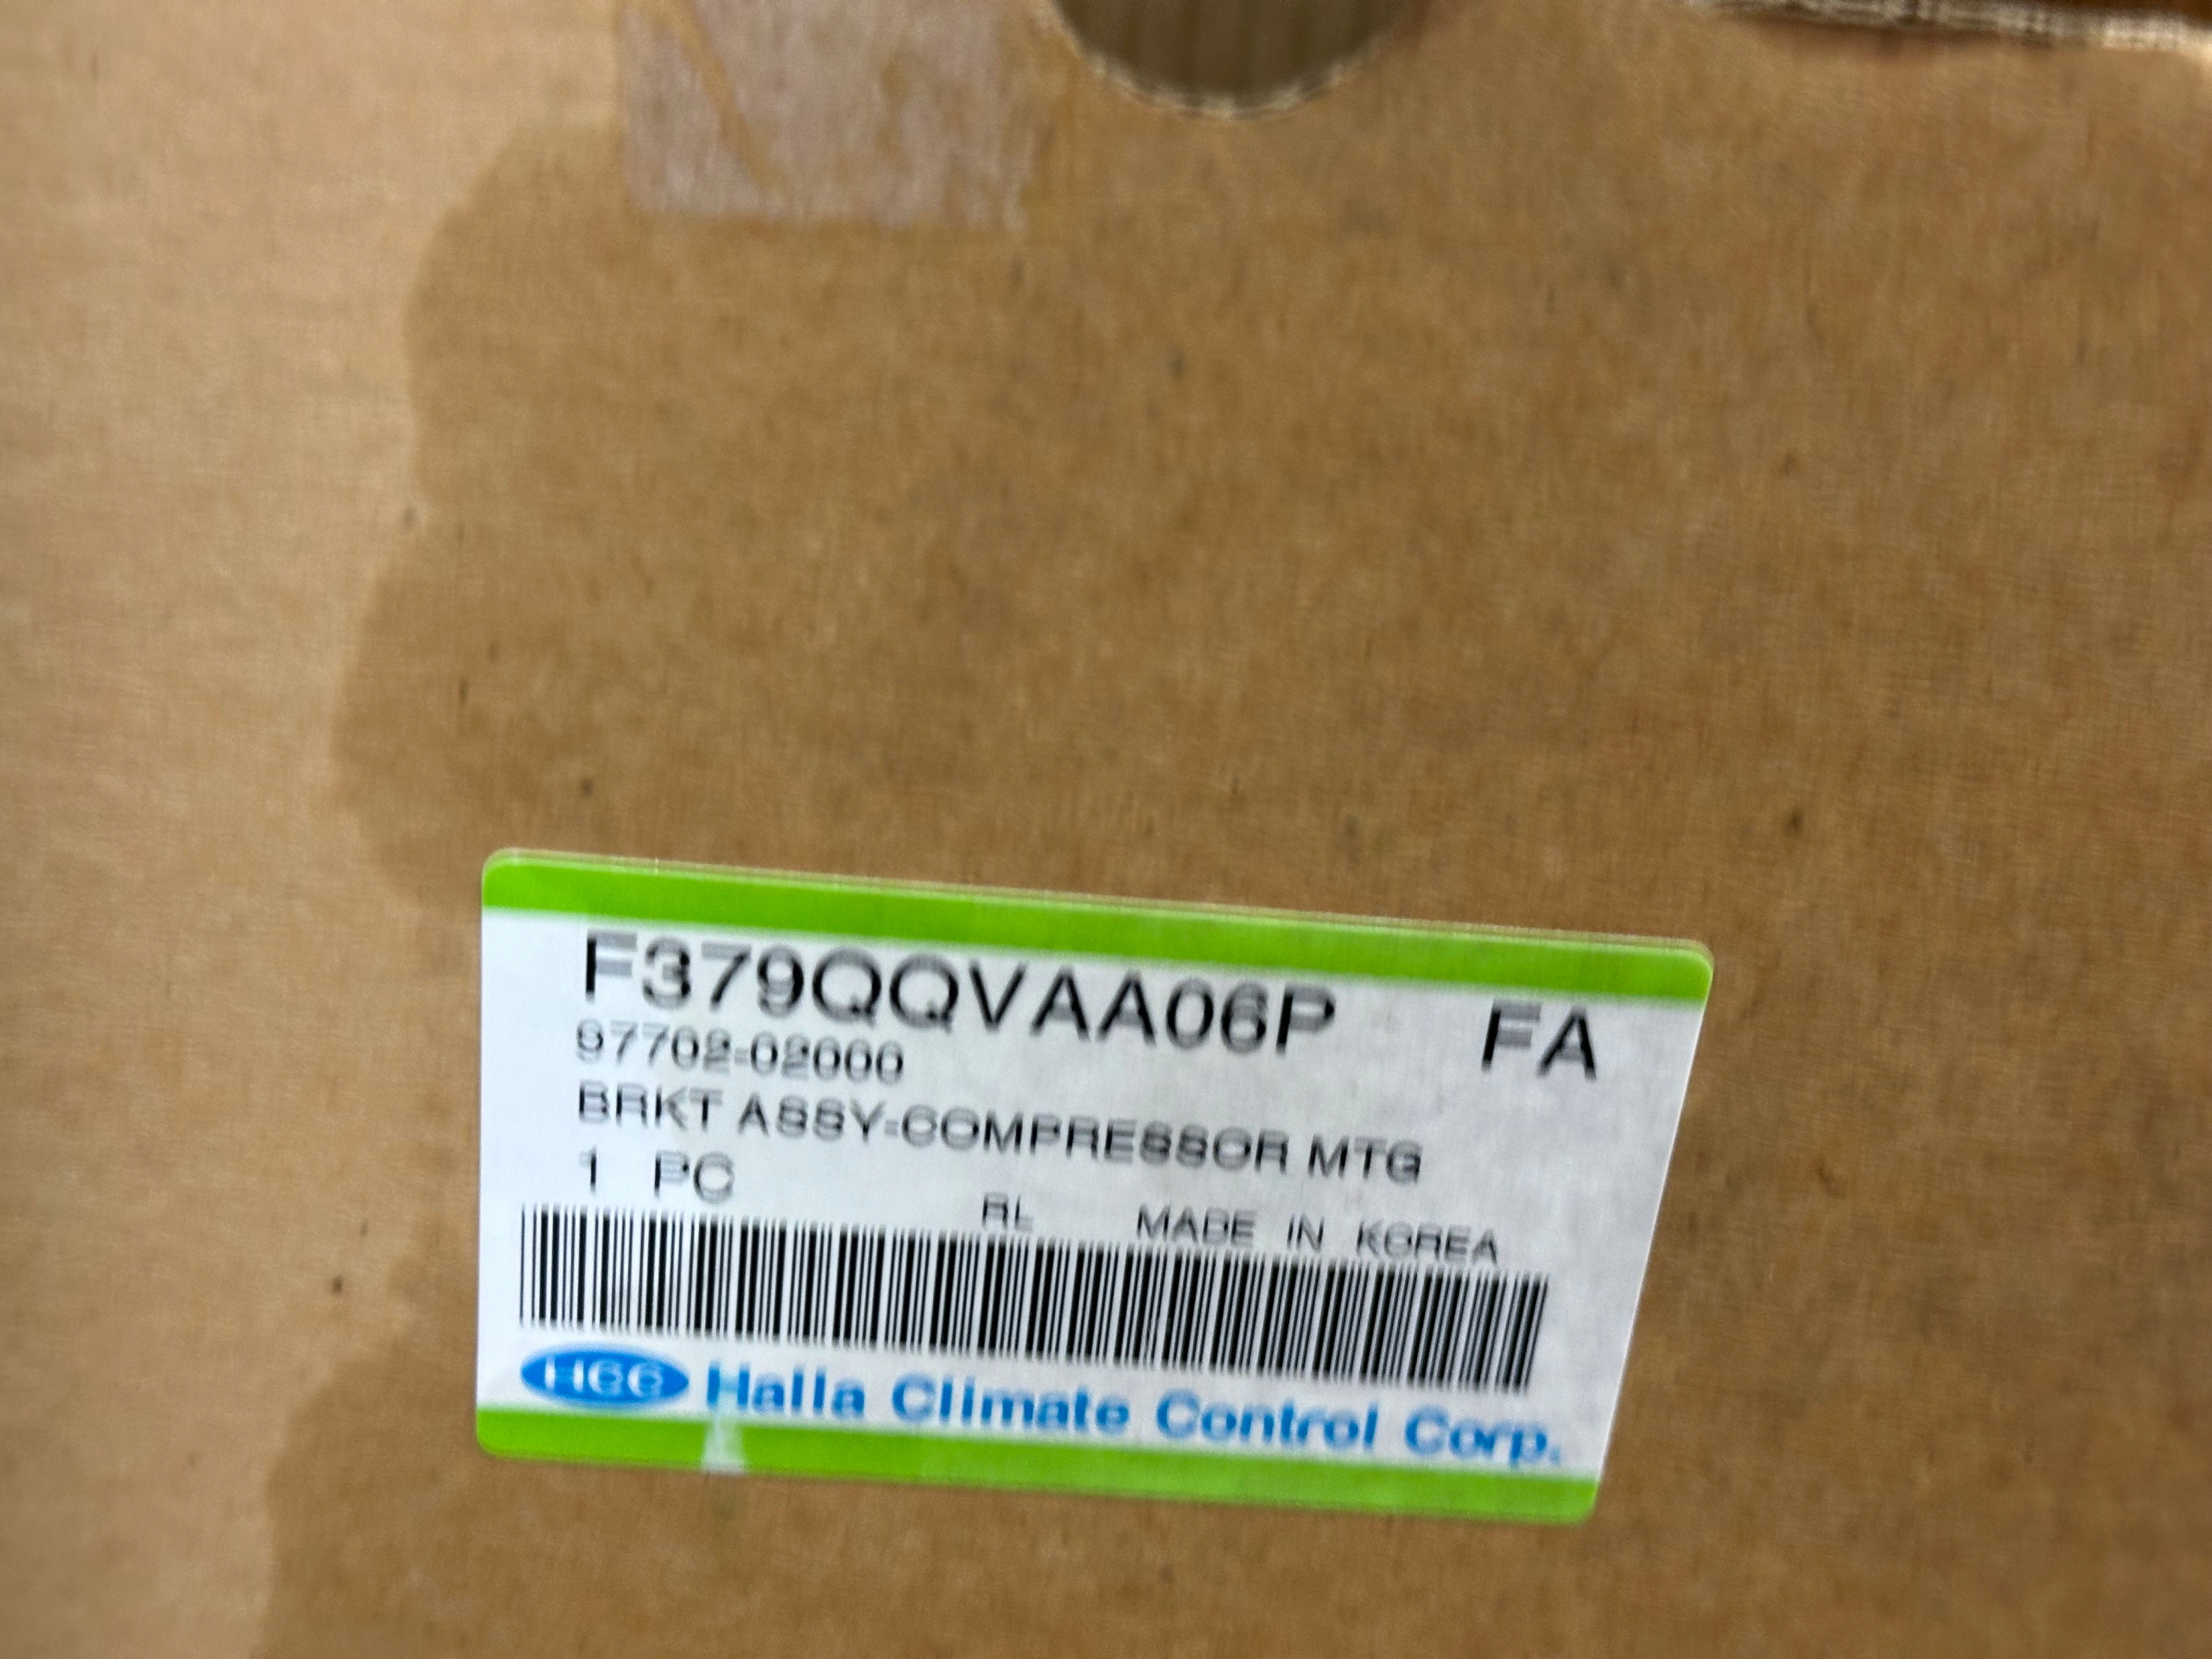 F379QQVAA06P FA
97702-02000
BRKT ASSY-COMPRESSOR MTG
1 PC
RL MADE IN KOREA
HCC Halla Climate Control Corp.